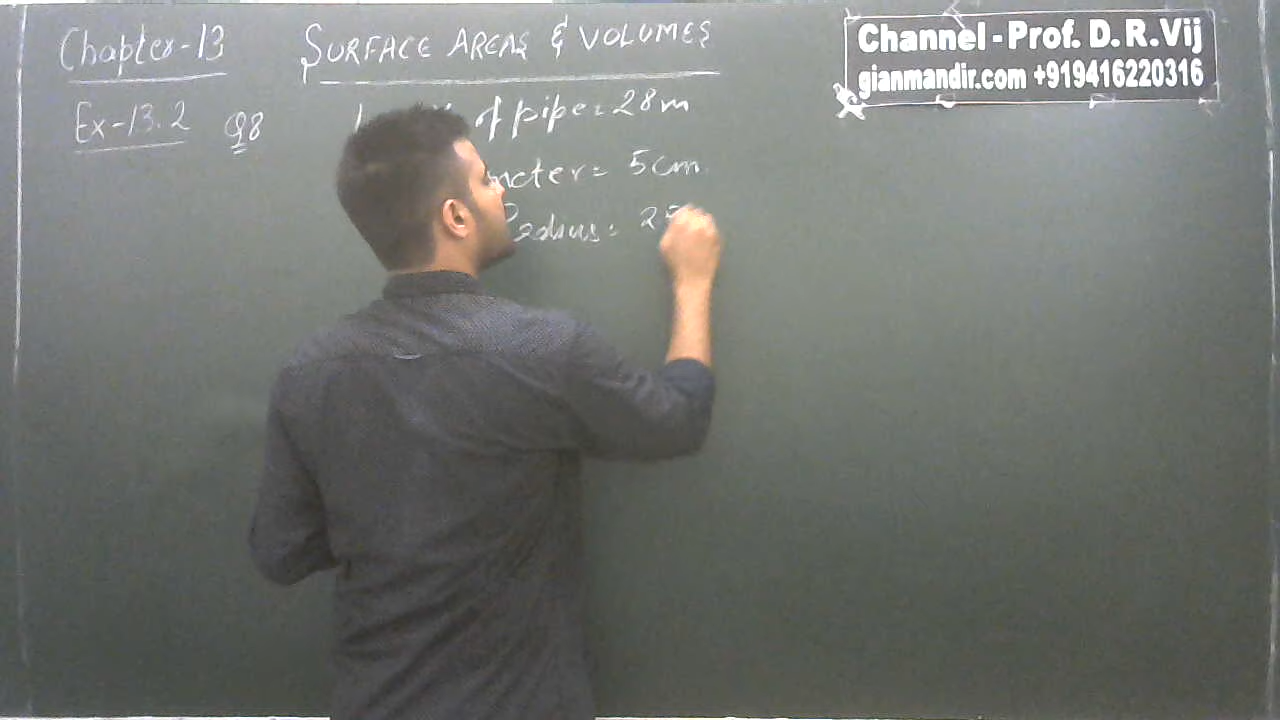 Chapter-13 SURFACE AREAS & VOLUMES
Ex-13.2 Q8
of pipe = 28m
meter = 5cm
Radius = 2
Channel - Prof. D. R. Vij
gianmandir.com +919416220316